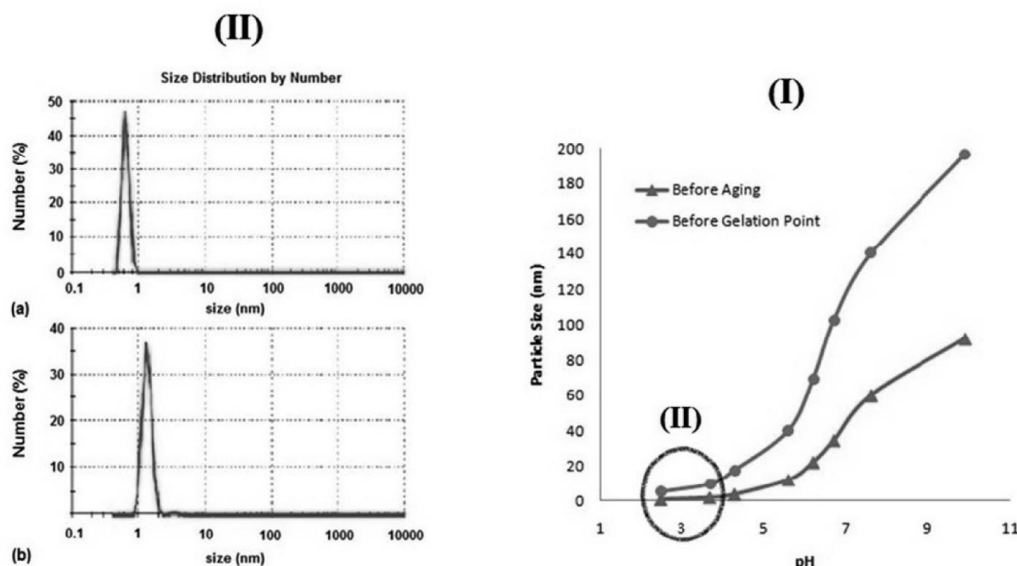 (II)
Size Distribution by Number
50
40
30
20
10
0
Number (%)
0.1 1 10 100 1000 10000
size (nm)
(a)
40
30
20
10
Number (%)
0.1 1 10 100 1000 10000
size (nm)
(b)
(I)
200
180
160
140
120
100
80
60
40
20
0
Particle Size (nm)
Before Aging
Before Gelation Point
(II)
1 3 5 7 9 11
pH